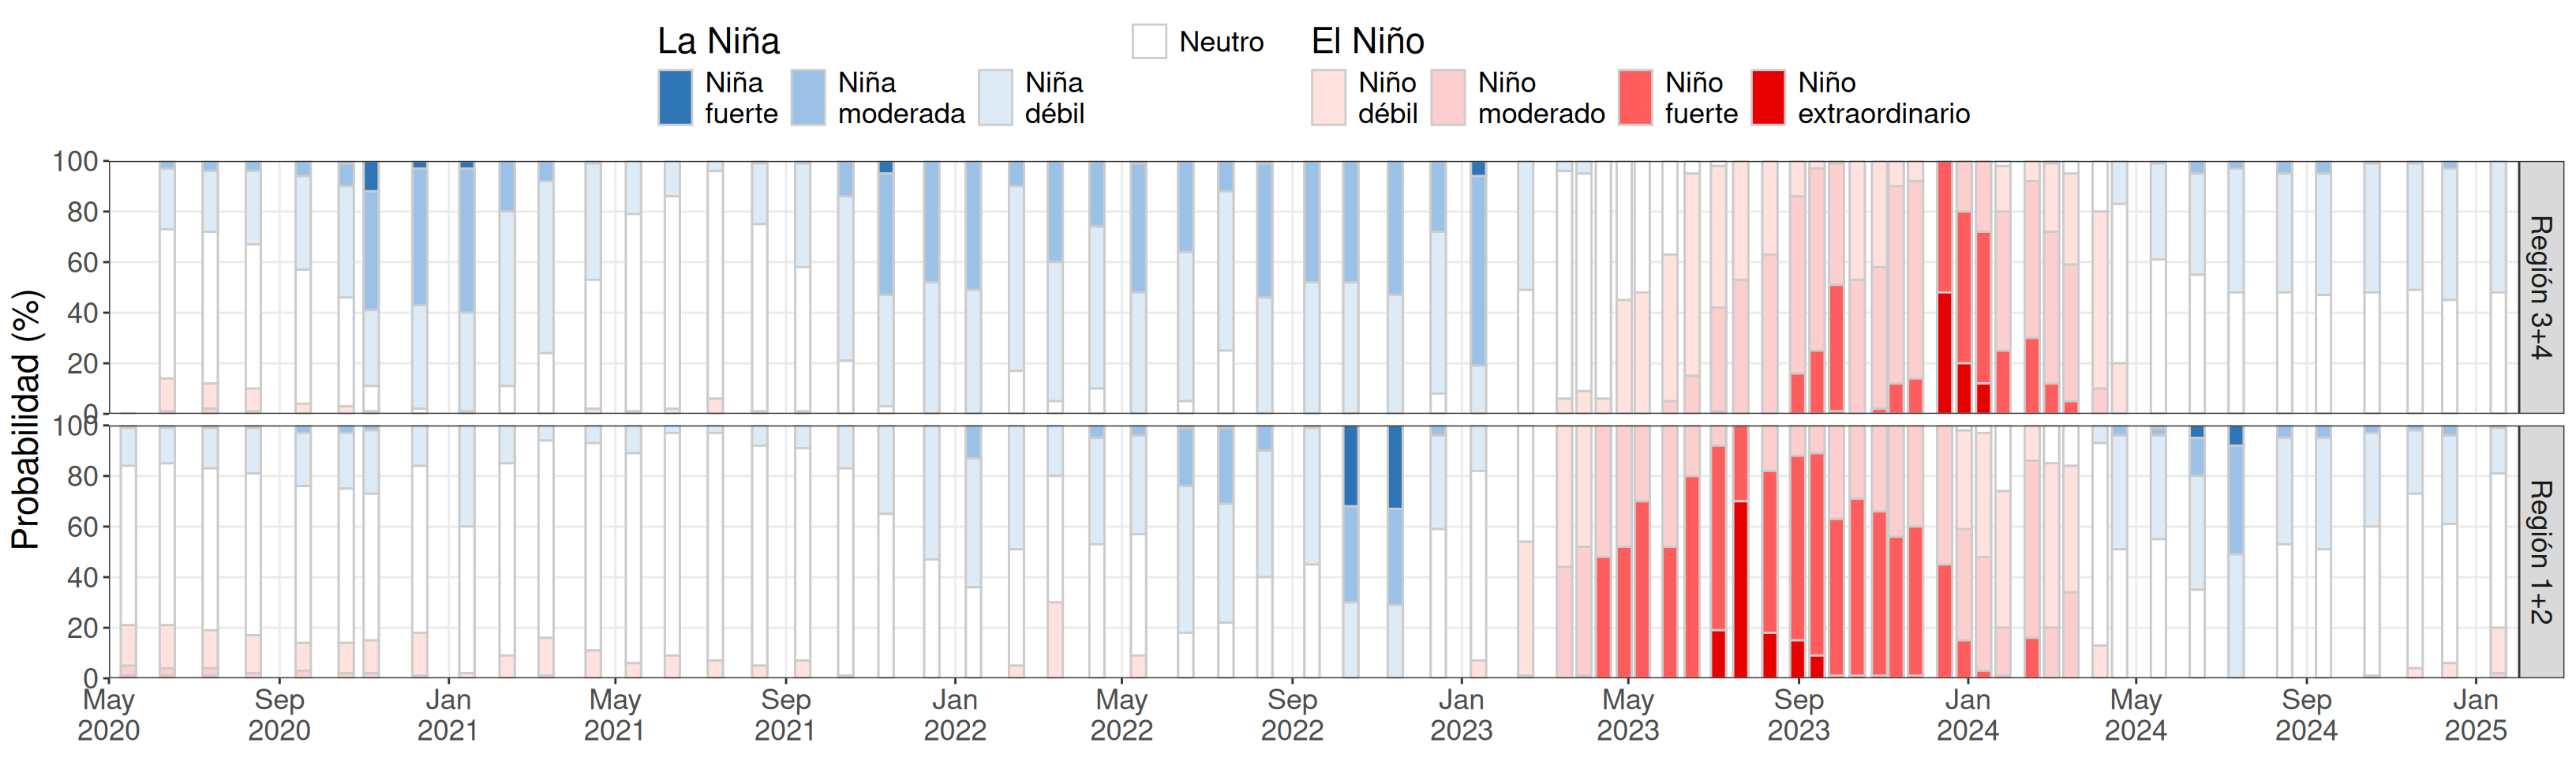 La Niña
Neutro
El Niño
Niña fuerte
Niña moderada
Niña débil
Niño débil
Niño moderado
Niño fuerte
Niño extraordinario
Probabilidad (%)
100
80
60
40
20
0
Región 3+4
100
80
60
40
20
0
Región 1+2
May 2020
Sep 2020
Jan 2021
May 2021
Sep 2021
Jan 2022
May 2022
Sep 2022
Jan 2023
May 2023
Sep 2023
Jan 2024
May 2024
Sep 2024
Jan 2025